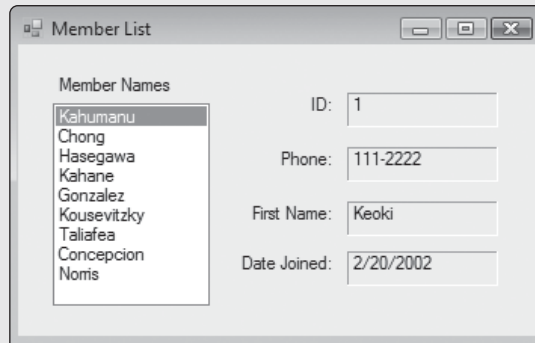 Member List
Member Names
Kahumanu
Chong
Hasegawa
Kahane
Gonzalez
Kousevitzky
Taliafea
Concepcion
Norris
ID: 1
Phone: 111-2222
First Name: Keoki
Date Joined: 2/20/2002